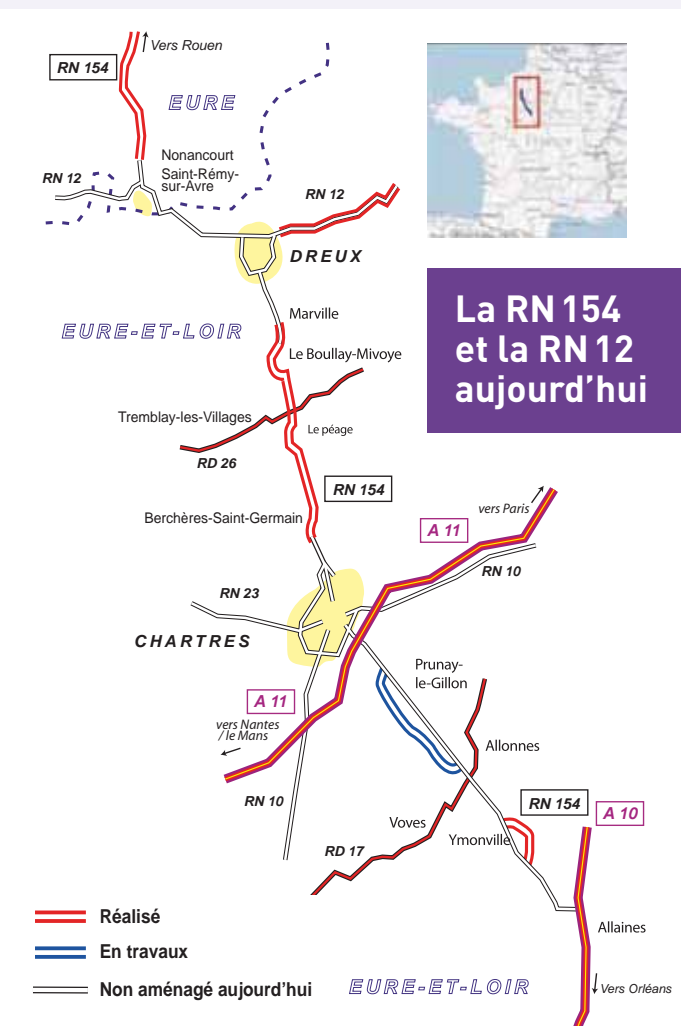 Vers Rouen
RN 154
EURE
Nonancourt
Saint-Rémy-
sur-Avre
RN 12
RN 12
DREUX
La RN 154
et la RN 12
aujourd'hui
Marville
EURE-ET-LOIR
Le Boullay-Mivoye
Tremblay-les-Villages
Le péage
RD 26
RN 154
Berchères-Saint-Germain
vers Paris
A 11
RN 10
RN 23
CHARTRES
Prunay-
le-Gillon
A 11
vers Nantes
/ le Mans
Allonnes
RN 10
RN 154
A 10
Voves
Ymonville
RD 17
Réalisé
Allaines
En travaux
Non aménagé aujourd'hui
EURE-ET-LOIR
Vers Orléans